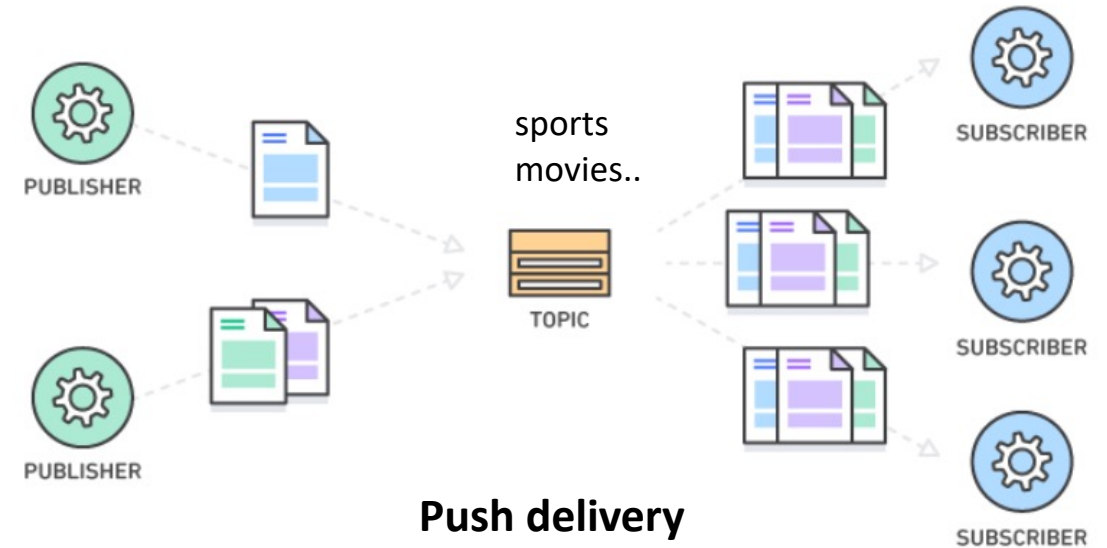 PUBLISHER
PUBLISHER
sports
movies..
TOPIC
SUBSCRIBER
SUBSCRIBER
SUBSCRIBER
Push delivery